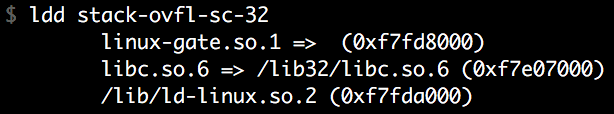 $ ldd stack-ovfl-sc-32
linux-gate.so.1 =>  (0xf7fd8000)
libc.so.6 => /lib32/libc.so.6 (0xf7e07000)
/lib/ld-linux.so.2 (0xf7fda000)